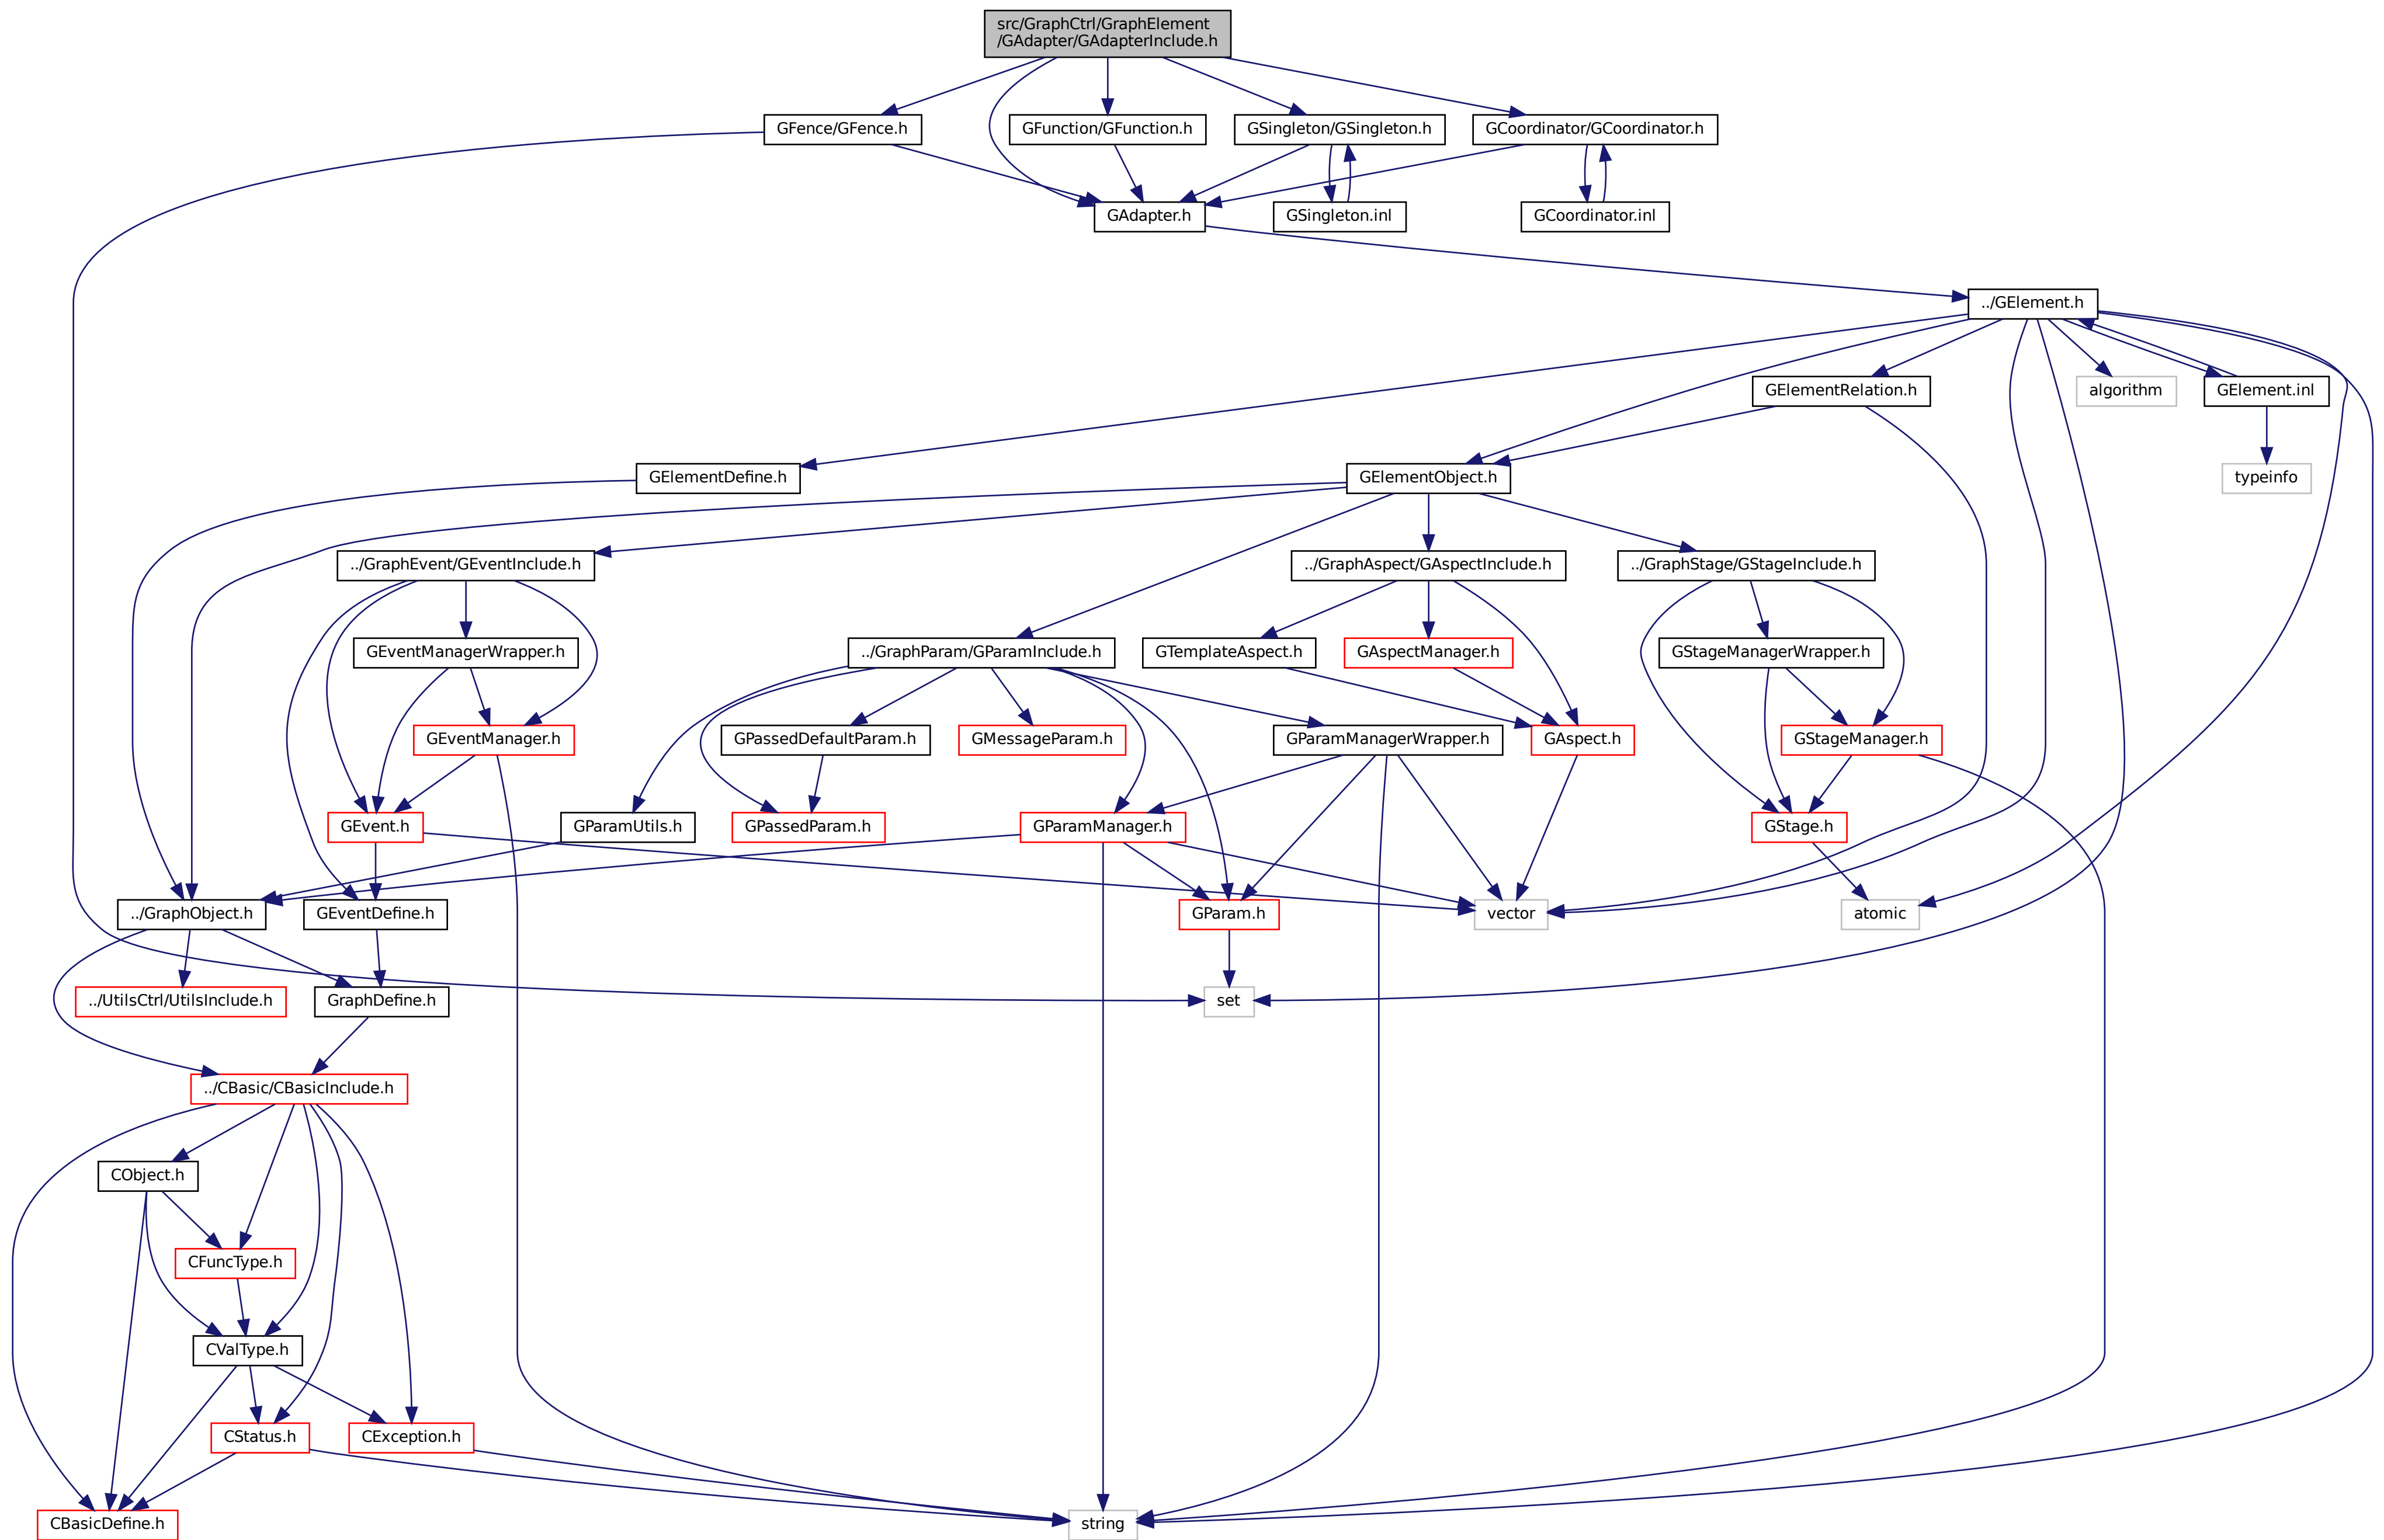 src/GraphCtrl/GraphElement
/GAdapter/GAdapterInclude.h
GFence/GFence.h
GFunction/GFunction.h
GSingleton/GSingleton.h
GCoordinator/GCoordinator.h
GAdapter.h
GSingleton.inl
GCoordinator.inl
../GElement.h
GElementRelation.h
algorithm
GElement.inl
GElementDefine.h
GElementObject.h
typeinfo
../GraphEvent/GEventInclude.h
../GraphAspect/GAspectInclude.h
../GraphStage/GStageInclude.h
GEventManagerWrapper.h
../GraphParam/GParamInclude.h
GTemplateAspect.h
GAspectManager.h
GStageManagerWrapper.h
GEventManager.h
GPassedDefaultParam.h
GMessageParam.h
GParamManagerWrapper.h
GAspect.h
GStageManager.h
GEvent.h
GParamUtils.h
GPassedParam.h
GParamManager.h
GStage.h
../GraphObject.h
GEventDefine.h
GParam.h
vector
atomic
../UtilsCtrl/UtilsInclude.h
GraphDefine.h
set
../CBasic/CBasicInclude.h
CObject.h
CFuncType.h
CValType.h
CStatus.h
CException.h
CBasicDefine.h
string